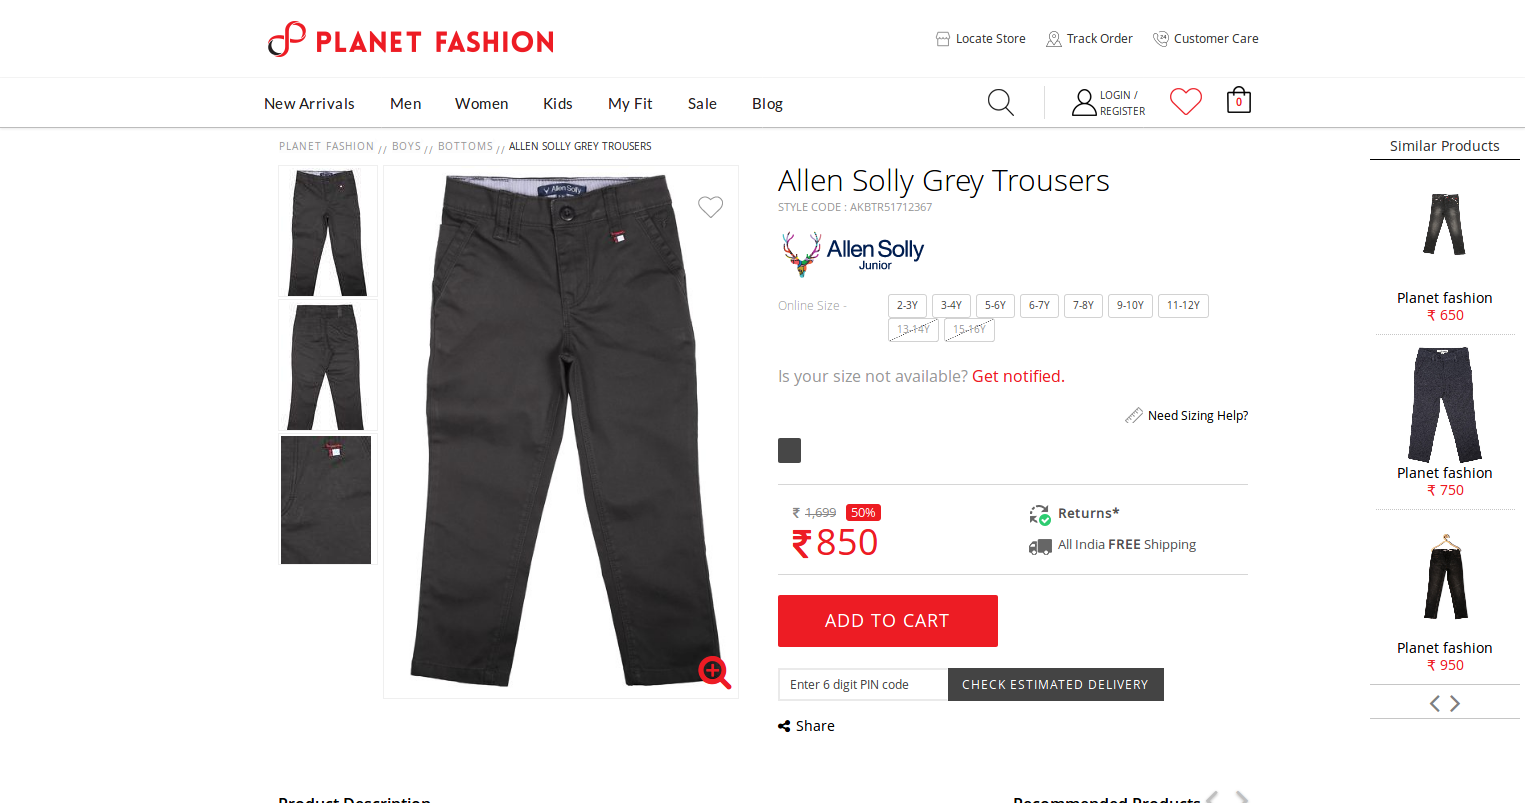 PLANET FASHION
Locate Store
Track Order
24
Customer Care
New Arrivals
Men
Women
Kids
My Fit
Sale
Blog
LOGIN /
REGISTER
0
PLANET FASHION // BOYS // BOTTOMS // ALLEN SOLLY GREY TROUSERS
Allen Solly
Allen Solly Grey Trousers
STYLE CODE : AKBTR51712367
Allen Solly
Junior
Online Size -
2-3Y
3-4Y
5-6Y
6-7Y
7-8Y
9-10Y
11-12Y
13-14Y
15-16Y
Is your size not available? Get notified.
Need Sizing Help?
₹ 1,699 50%
₹850
Returns*
All India FREE Shipping
ADD TO CART
Enter 6 digit PIN code
CHECK ESTIMATED DELIVERY
Share
Similar Products
Planet fashion
₹ 650
Planet fashion
₹ 750
Planet fashion
₹ 950
Product Description
Recommended Products